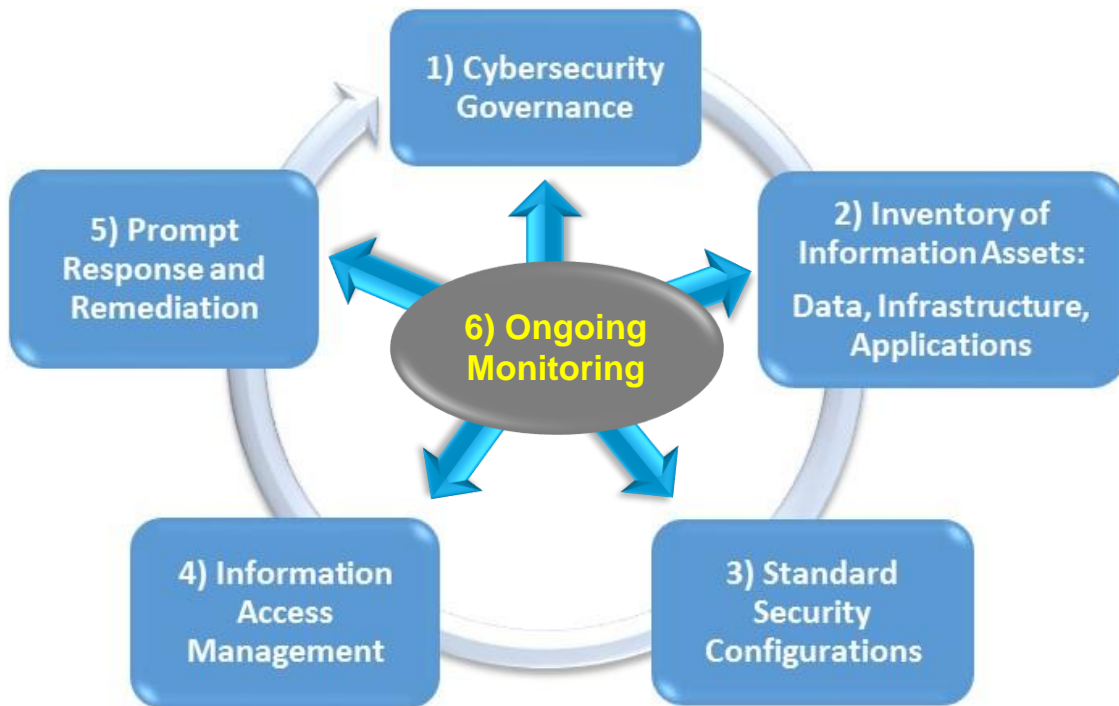 1) Cybersecurity
Governance
2) Inventory of
Information Assets:
Data, Infrastructure,
Applications
3) Standard
Security
Configurations
4) Information
Access
Management
5) Prompt
Response and
Remediation
6) Ongoing
Monitoring